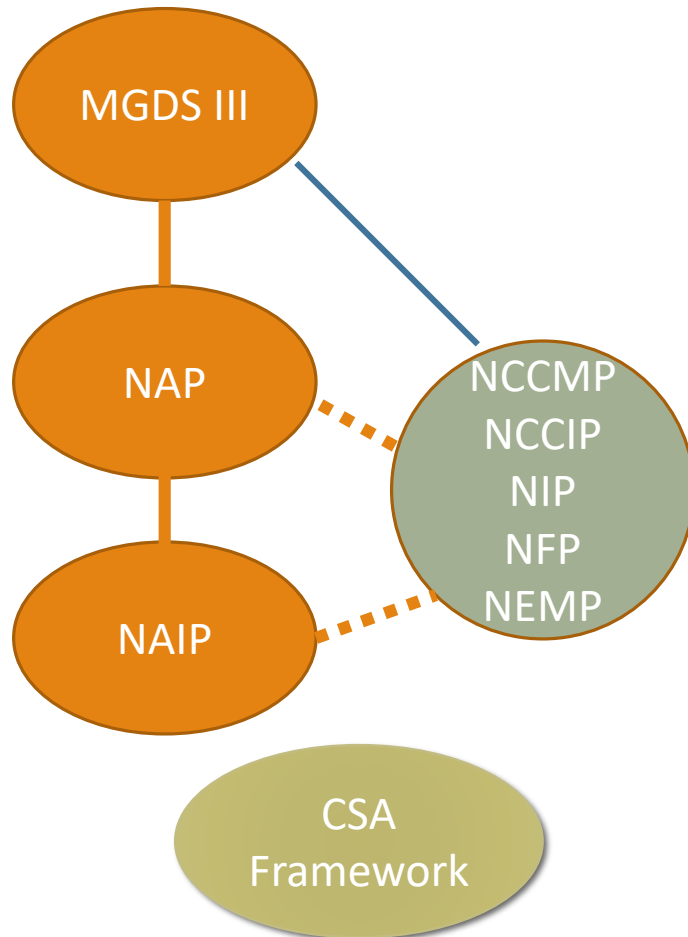 MGDS III
NAP
NCCMP
NCCIP
NIP
NFP
NEMP
NAIP
CSA
Framework